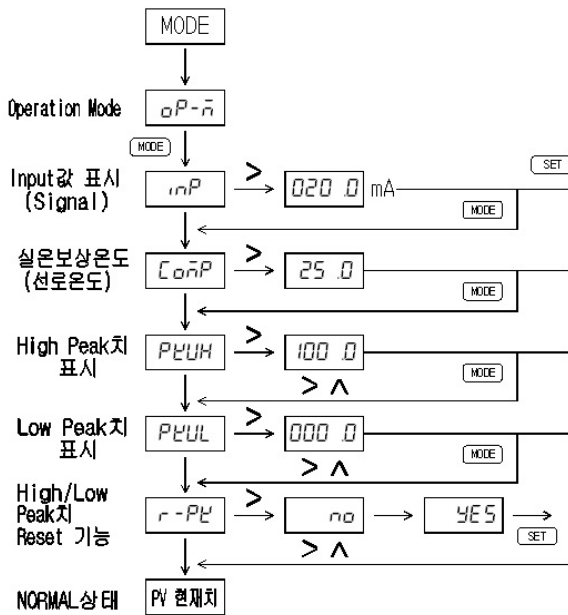 MODE
Operation Mode
oP-m
MODE
Input값 표시
(Signal)
inP
>
020.0 mA
SET
MODE
실온보상온도
(선로온도)
ComP
>
25.0
MODE
High Peak치
표시
PkUH
>
100.0
MODE
> ∧
Low Peak치
표시
PkUL
>
000.0
MODE
> ∧
High/Low
Peak치
Reset 기능
r-Pk
>
no
YES
SET
> ∧
NORMAL상태
PV 현재치